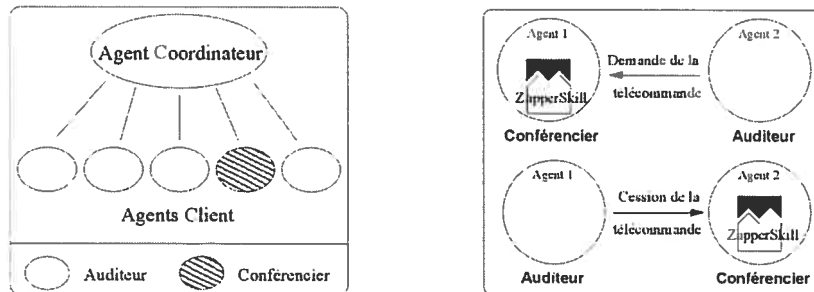 Agent Coordinateur
Agents Client
Auditeur
Conférencier
Agent 1
Agent 2
Demande de la
télécommande
ZapperSkill
Conférencier
Auditeur
Agent 1
Agent 2
Cession de la
télécommande
ZapperSkill
Auditeur
Conférencier